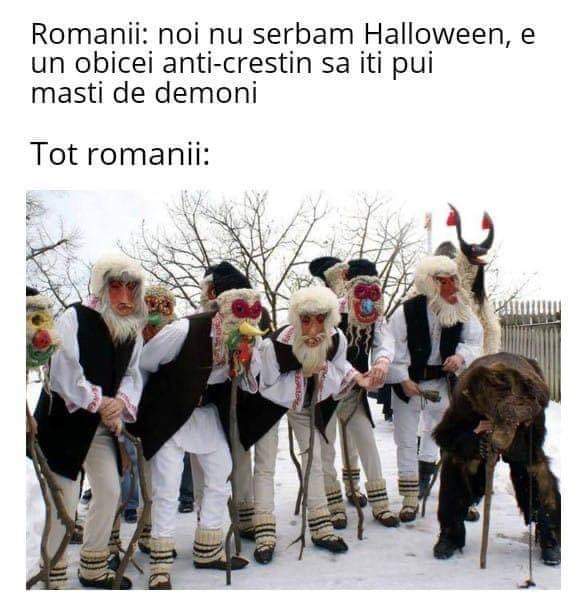 Romanii: noi nu serbam Halloween, e
un obicei anti-crestin sa iti pui
masti de demoni
Tot romanii: